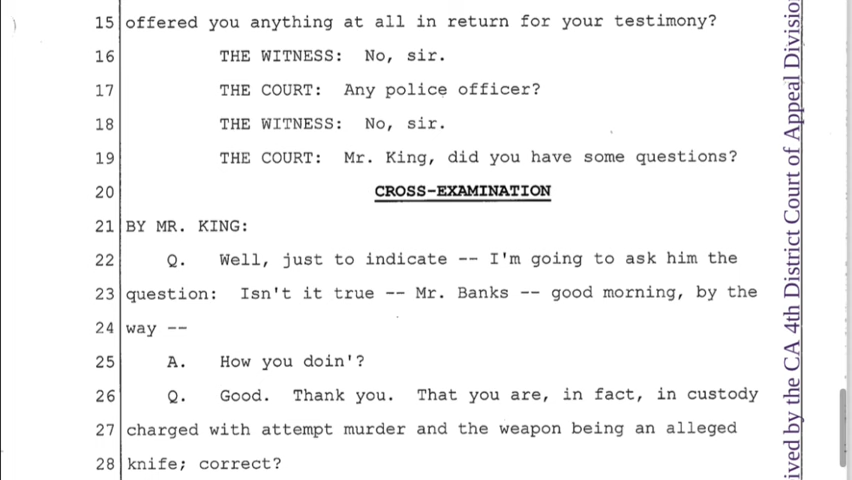 15 offered you anything at all in return for your testimony?
16 THE WITNESS: No, sir.
17 THE COURT: Any police officer?
18 THE WITNESS: No, sir.
19 THE COURT: Mr. King, did you have some questions?
20 CROSS-EXAMINATION
21 BY MR. KING:
22 Q. Well, just to indicate -- I'm going to ask him the
23 question: Isn't it true -- Mr. Banks -- good morning, by the
24 way --
25 A. How you doin'?
26 Q. Good. Thank you. That you are, in fact, in custody
27 charged with attempt murder and the weapon being an alleged
28 knife; correct?
by the CA 4th District Court of Appeal